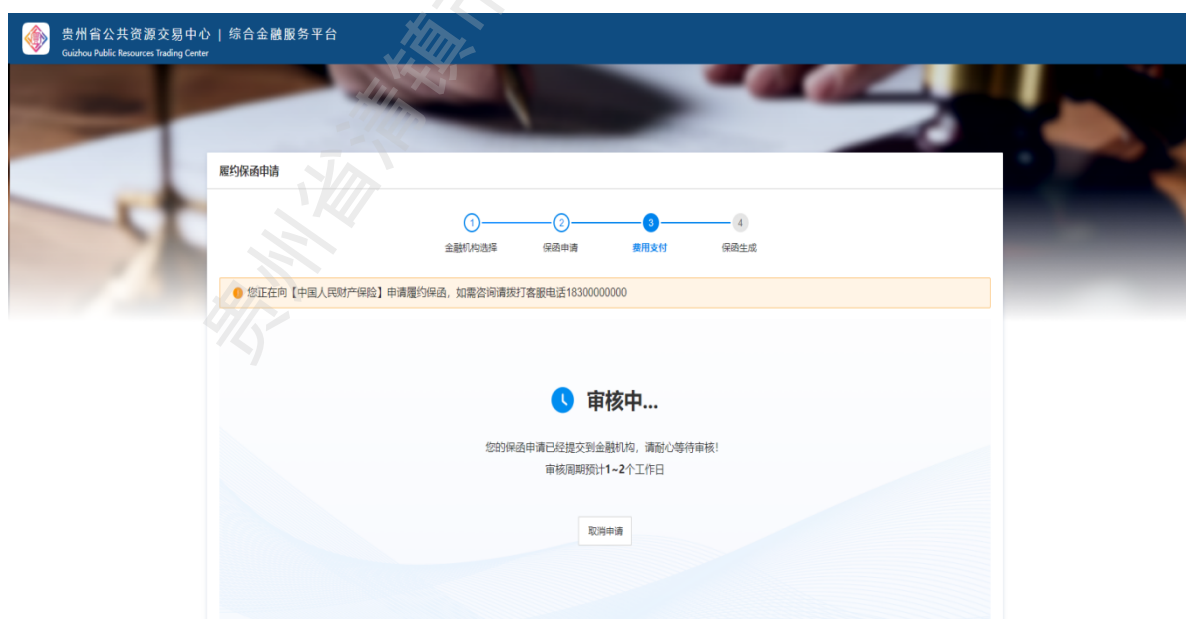 贵州省公共资源交易中心 | 综合金融服务平台
Guizhou Public Resources Trading Center
履约保函申请
1 2 3 4
金融机构选择 保函申请 费用支付 保函生成
您正在向【中国人民财产保险】申请履约保函，如需咨询请拨打客服电话18300000000
审核中...
您的保函申请已经提交到金融机构，请耐心等待审核！
审核周期预计1~2个工作日
取消申请
贵州省清镇市